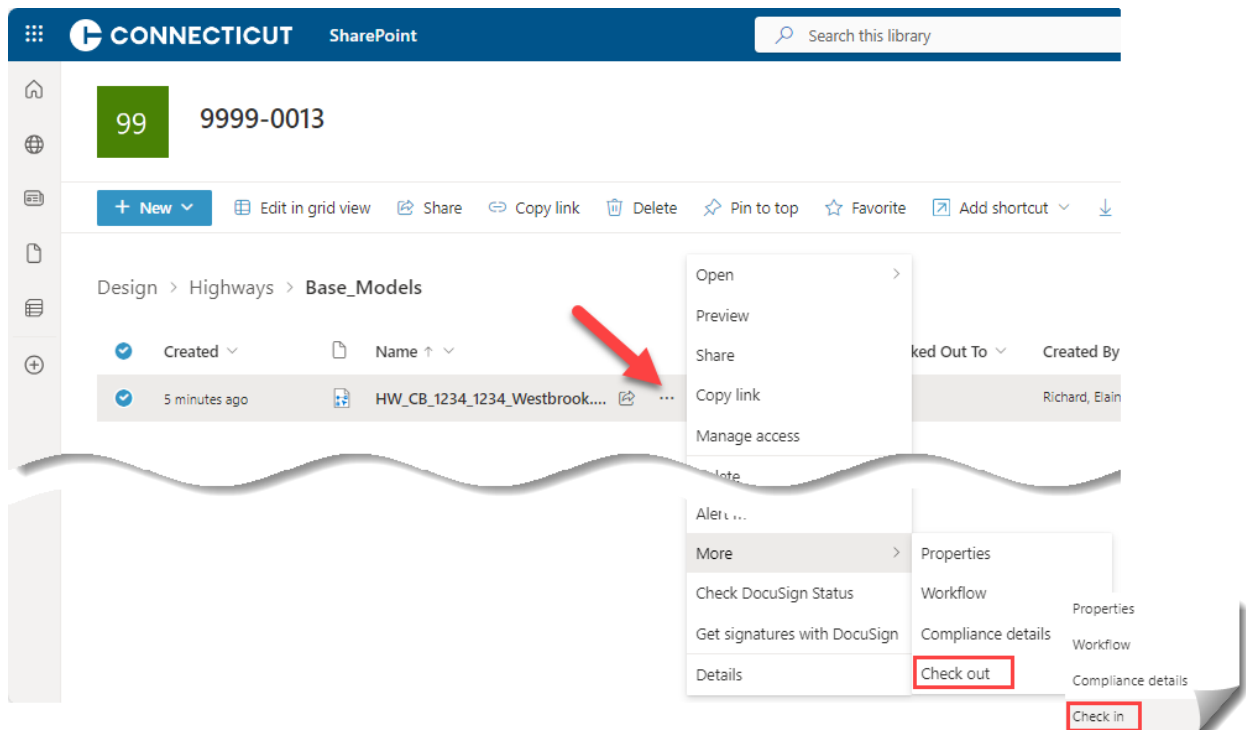 CONNECTICUT SharePoint Search this library
99 9999-0013
+ New Edit in grid view Share Copy link Delete Pin to top Favorite Add shortcut
Design > Highways > Base_Models
Created Name ked Out To Created By
5 minutes ago HW_CB_1234_1234_Westbrook.... Richard, Elain
Open
Preview
Share
Copy link
Manage access
More
Check DocuSign Status
Get signatures with DocuSign
Details
Properties
Workflow
Compliance details
Check out
Properties
Workflow
Compliance details
Check in